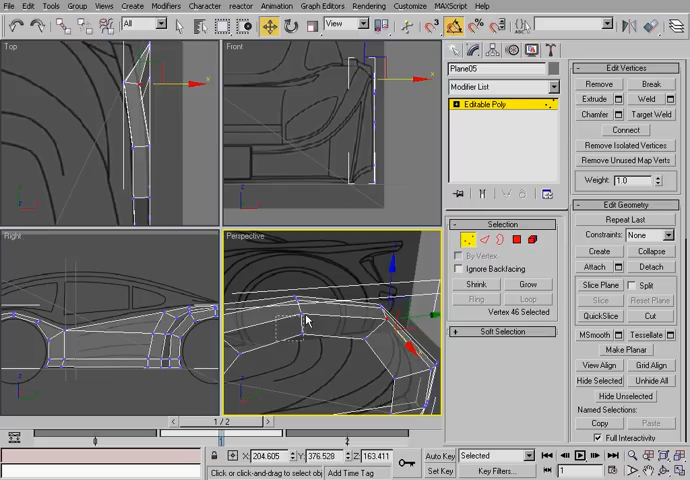 File Edit Tools Group Views Create Modifiers Character reactor Animation Graph Editors Rendering Customize MAXScript Help
All View
Top
Front
Right
Perspective
1 / 2
0 1 2
Plane05
Modifier List
Editable Poly
Selection
By Vertex
Ignore Backfacing
Shrink Grow
Ring Loop
Vertex 46 Selected
Soft Selection
Edit Vertices
Remove Break
Extrude Weld
Chamfer Target Weld
Connect
Remove Isolated Vertices
Remove Unused Map Verts
Weight: 1.0
Edit Geometry
Repeat Last
Constraints: None
Create Collapse
Attach Detach
Slice Plane Split
Slice Reset Plane
QuickSlice Cut
MSmooth Tessellate
Make Planar
View Align Grid Align
Hide Selected Unhide All
Hide Unselected
Named Selections:
Copy Paste
Full Interactivity
X: 204.605 Y: 376.528 Z: 163.411
Auto Key Selected
Click or click-and-drag to select obj Add Time Tag
Set Key Key Filters... 1